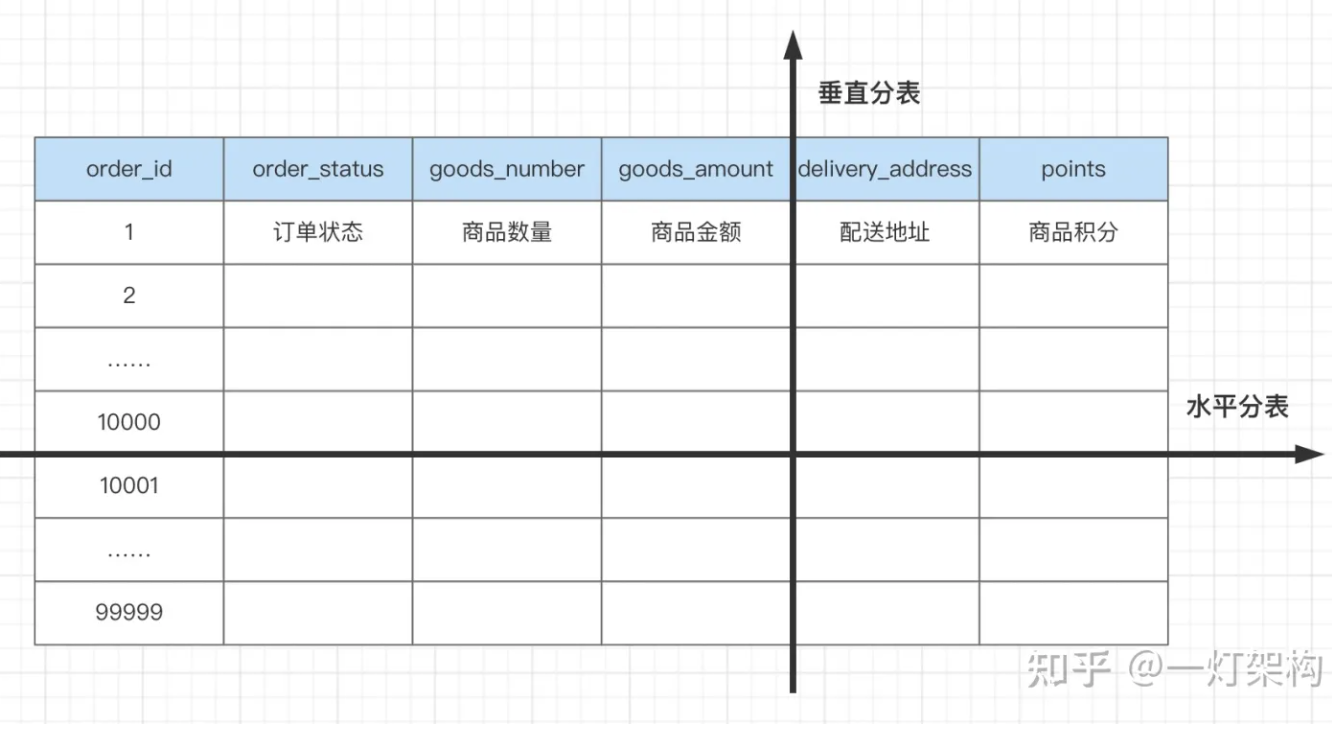 垂直分表
order_id order_status goods_number goods_amount delivery_address points
1 订单状态 商品数量 商品金额 配送地址 商品积分
2
……
10000
水平分表
10001
……
99999
知乎 @一灯架构